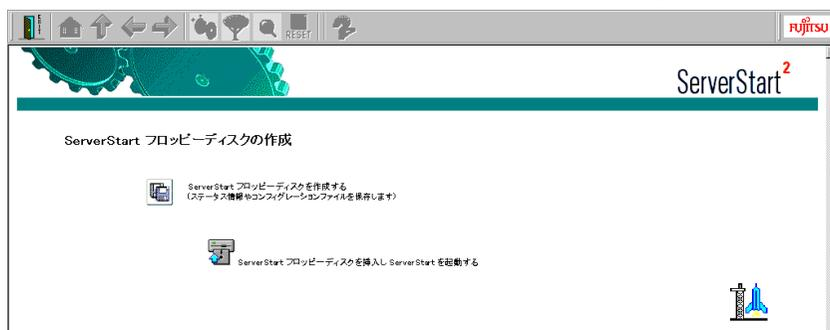 EXIT
RESET
FUJITSU
ServerStart2
ServerStart フロッピーディスクの作成
ServerStart フロッピーディスクを作成する
(ステータス情報やコンフィグレーションファイルを保存します)
ServerStart フロッピーディスクを挿入し ServerStart を起動する